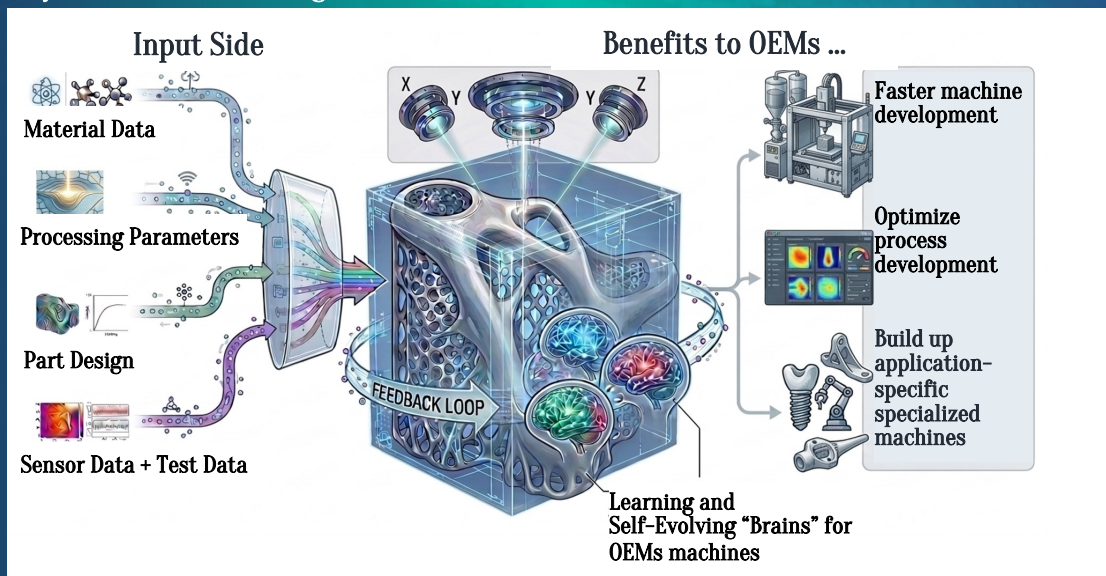 Input Side
Benefits to OEMs ...
Material Data
Processing Parameters
Part Design
Sensor Data + Test Data
X
Y
Y
Z
FEEDBACK LOOP
Learning and
Self-Evolving “Brains” for
OEMs machines
Faster machine
development
Optimize
process
development
Build up
application-
specific
specialized
machines